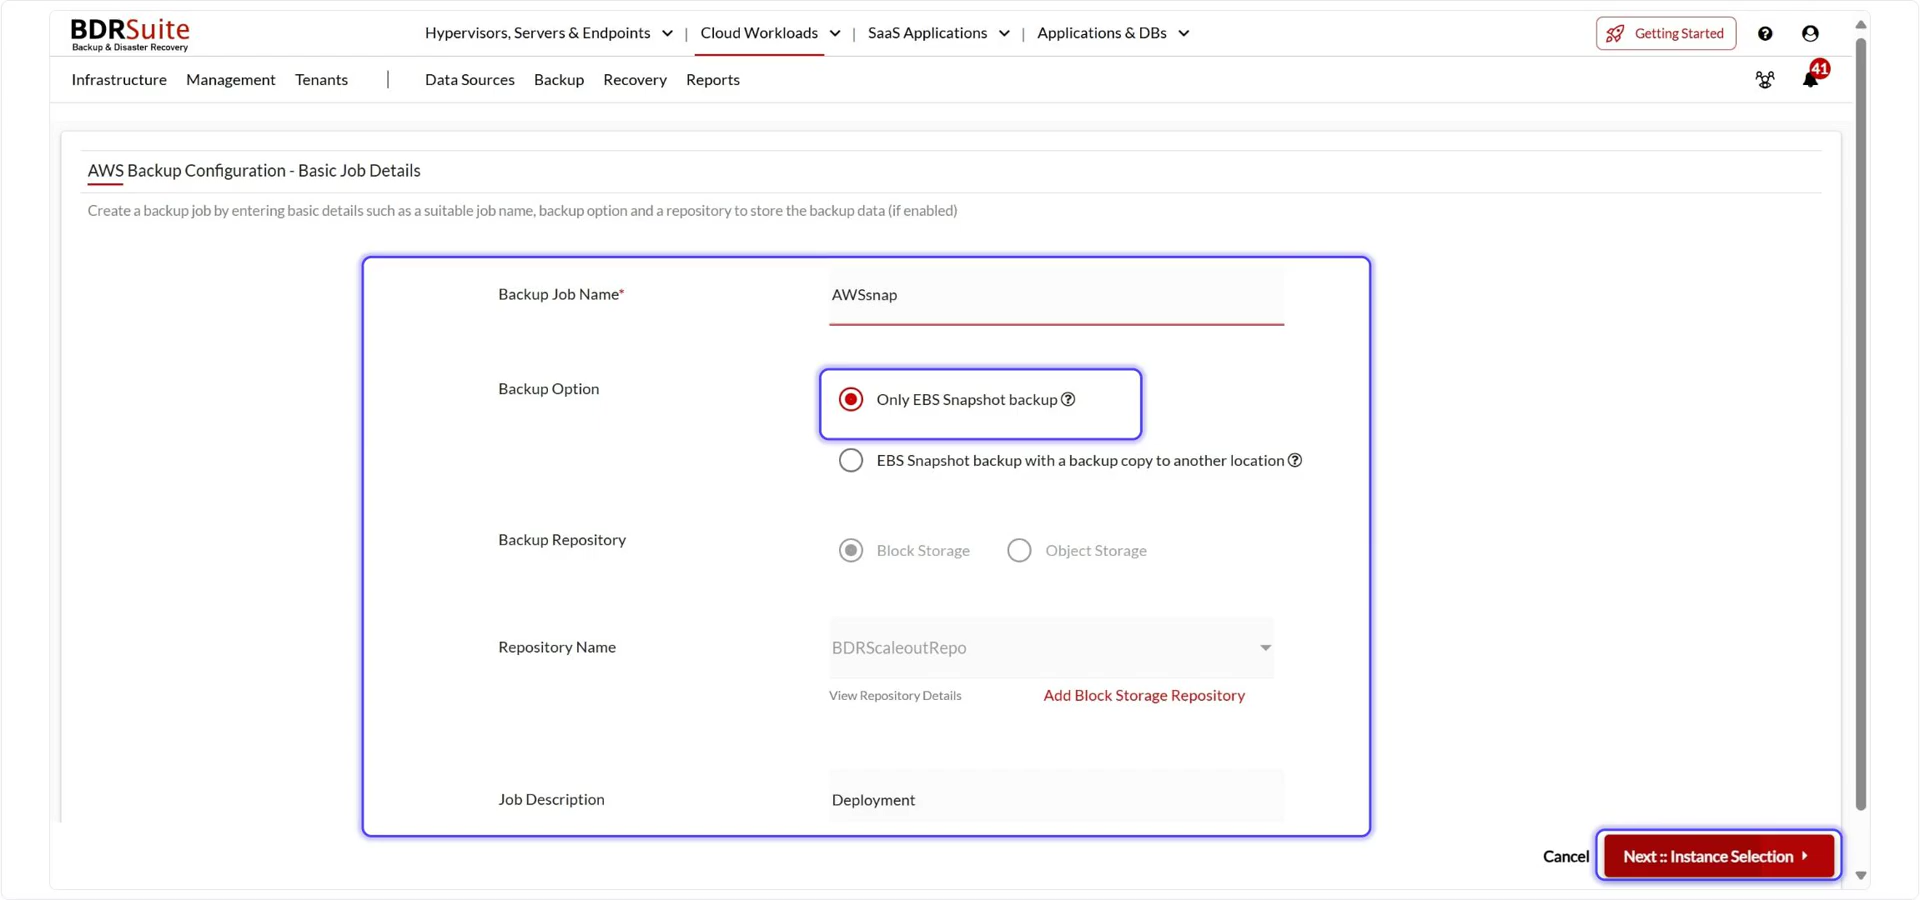 BDRSuite
Backup & Disaster Recovery
Hypervisors, Servers & Endpoints | Cloud Workloads | SaaS Applications | Applications & DBs
Getting Started
Infrastructure Management Tenants | Data Sources Backup Recovery Reports
41
AWS Backup Configuration - Basic Job Details
Create a backup job by entering basic details such as a suitable job name, backup option and a repository to store the backup data (if enabled)
Backup Job Name* AWSsnap
Backup Option Only EBS Snapshot backup
EBS Snapshot backup with a backup copy to another location
Backup Repository Block Storage Object Storage
Repository Name BDRScaleoutRepo
View Repository Details Add Block Storage Repository
Job Description Deployment
Cancel Next :: Instance Selection